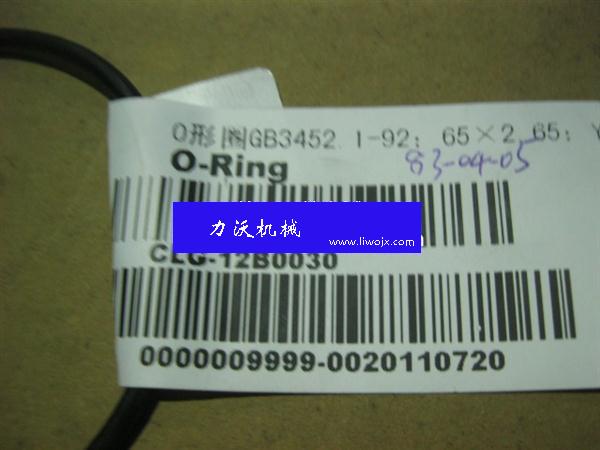 O形圈GB3452.1-92; 65×2.65; Y
O-Ring
83-04-05
力沃机械
www.liwojx.com
CLG-12B0030
0000009999-0020110720